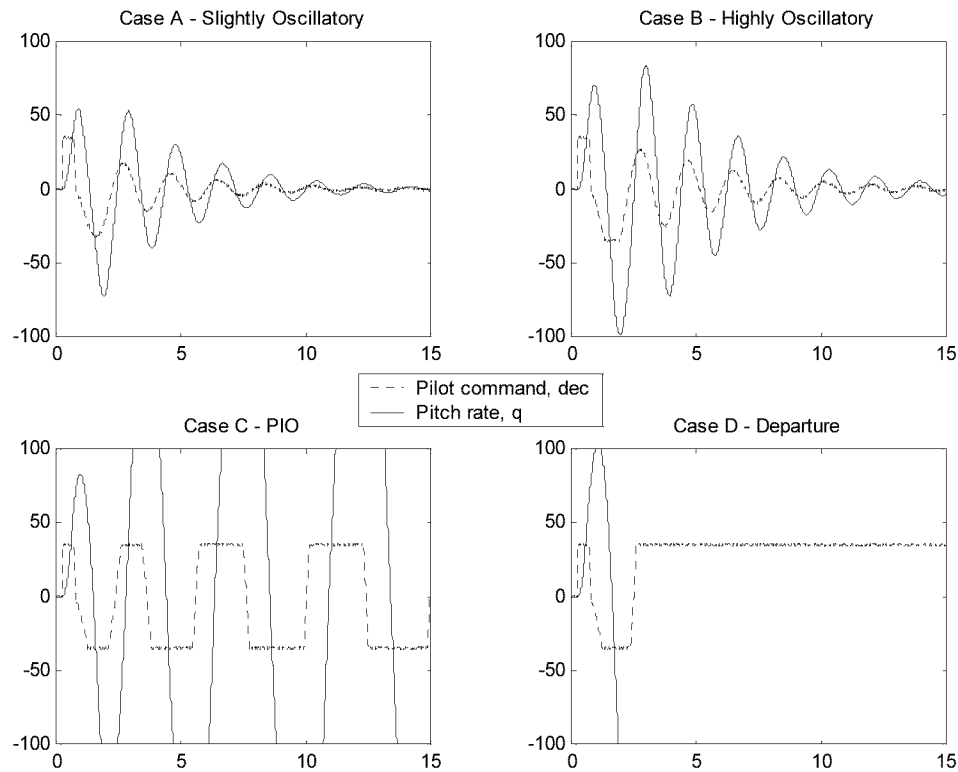 Case A - Slightly Oscillatory
100
50
0
-50
-100
0 5 10 15
Case B - Highly Oscillatory
100
50
0
-50
-100
0 5 10 15
Pilot command, dec
Pitch rate, q
Case C - PIO
100
50
0
-50
-100
0 5 10 15
Case D - Departure
100
50
0
-50
-100
0 5 10 15